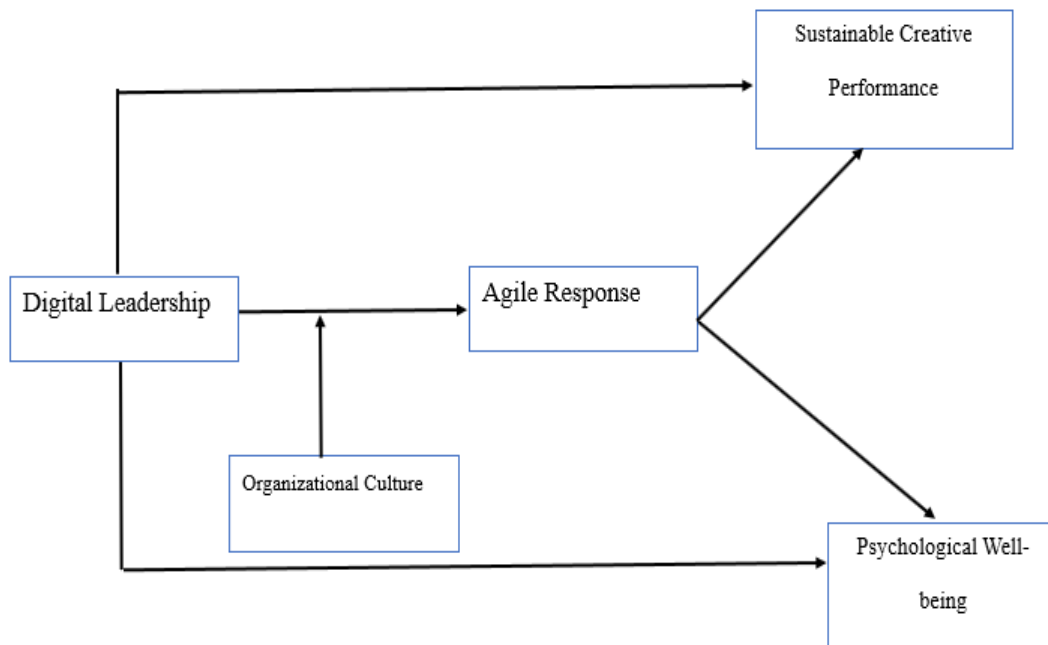 Sustainable Creative
Performance
Digital Leadership
Agile Response
Organizational Culture
Psychological Well-
being